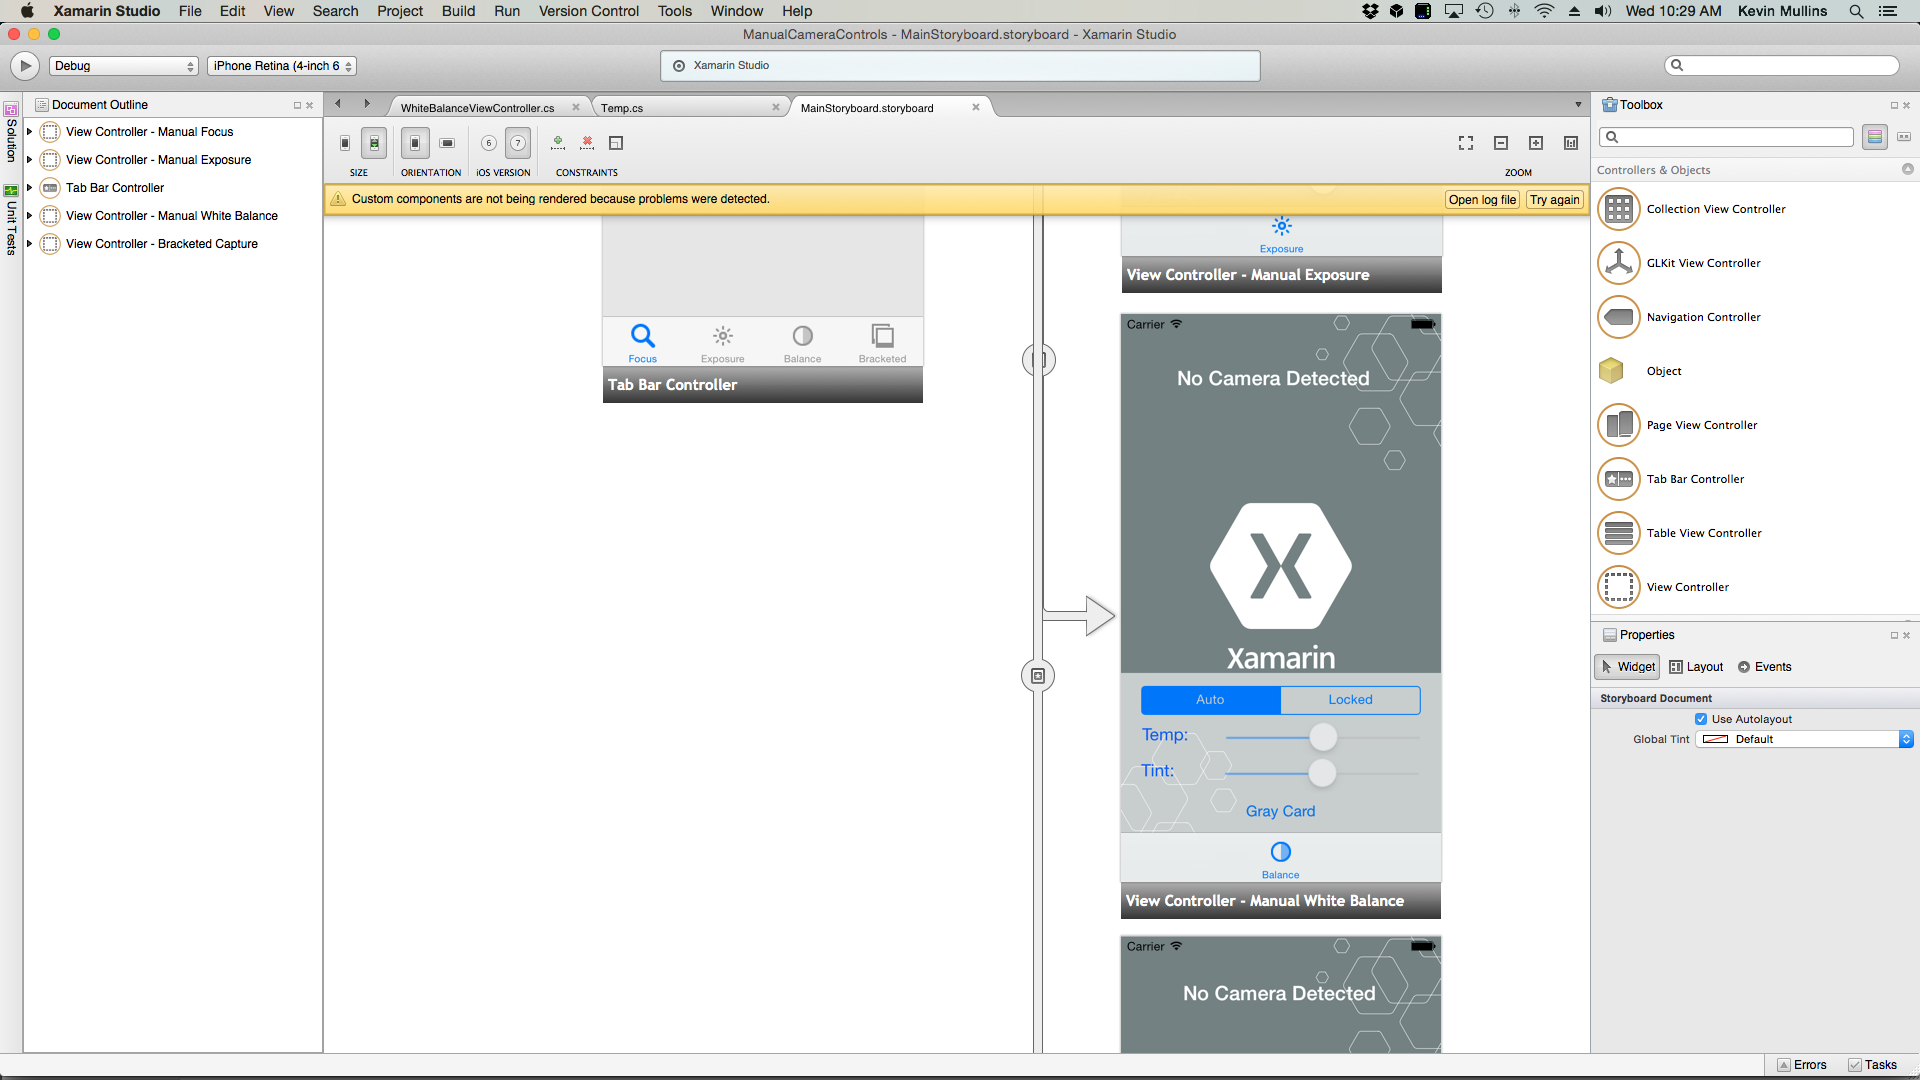 Xamarin Studio File Edit View Search Project Build Run Version Control Tools Window Help Wed 10:29 AM Kevin Mullins
ManualCameraControls - MainStoryboard.storyboard - Xamarin Studio
Debug iPhone Retina (4-inch 6 Xamarin Studio
Solution
Unit Tests
Document Outline
View Controller - Manual Focus
View Controller - Manual Exposure
Tab Bar Controller
View Controller - Manual White Balance
View Controller - Bracketed Capture
WhiteBalanceViewController.cs Temp.cs MainStoryboard.storyboard
6 7
SIZE ORIENTATION iOS VERSION CONSTRAINTS ZOOM
Custom components are not being rendered because problems were detected. Open log file Try again
Focus Exposure Balance Bracketed
Tab Bar Controller
Exposure
View Controller - Manual Exposure
Carrier
No Camera Detected
Xamarin
Auto Locked
Temp:
Tint:
Gray Card
Balance
View Controller - Manual White Balance
Carrier
No Camera Detected
Toolbox
Controllers & Objects
Collection View Controller
GLKit View Controller
Navigation Controller
Object
Page View Controller
Tab Bar Controller
Table View Controller
View Controller
Properties
Widget Layout Events
Storyboard Document
Use Autolayout
Global Tint Default
Errors Tasks